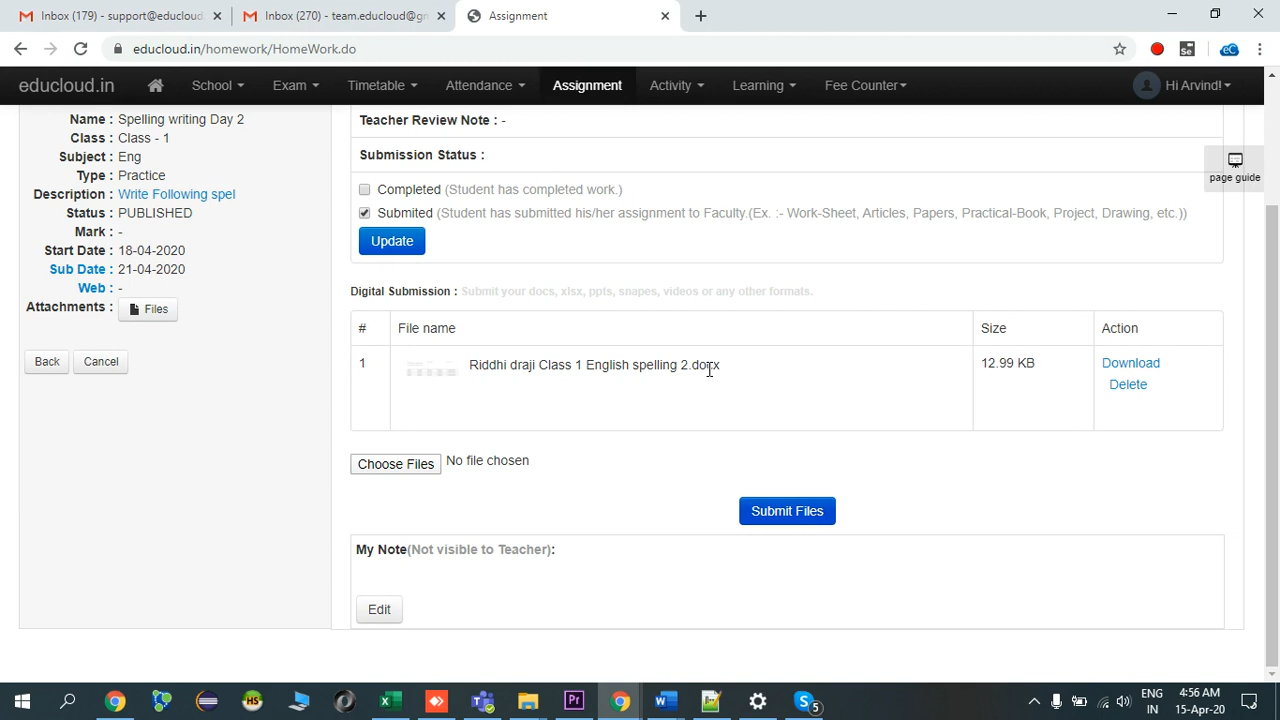 Inbox (179) - support@educloud. Inbox (270) - team.educloud@gm Assignment
educloud.in/homework/HomeWork.do
educloud.in School Exam Timetable Attendance Assignment Activity Learning Fee Counter Hi Arvind!
Name : Spelling writing Day 2
Class : Class - 1
Subject : Eng
Type : Practice
Description : Write Following spel
Status : PUBLISHED
Mark : -
Start Date : 18-04-2020
Sub Date : 21-04-2020
Web : -
Attachments : Files
Back Cancel
Teacher Review Note : -
Submission Status :
Completed (Student has completed work.)
Submited (Student has submitted his/her assignment to Faculty.(Ex. :- Work-Sheet, Articles, Papers, Practical-Book, Project, Drawing, etc.))
Update
page guide
Digital Submission : Submit your docs, xlsx, ppts, snapes, videos or any other formats.
# File name Size Action
1 Riddhi draji Class 1 English spelling 2.docx 12.99 KB Download
Delete
Choose Files No file chosen
Submit Files
My Note(Not visible to Teacher):
Edit
ENG 4:56 AM
IN 15-Apr-20